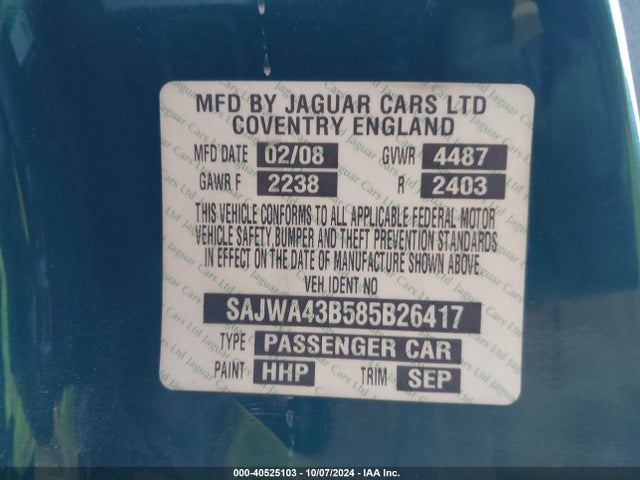 MFD BY JAGUAR CARS LTD
COVENTRY ENGLAND
MFD DATE 02/08 GVWR 4487
GAWR F 2238 R 2403
THIS VEHICLE CONFORMS TO ALL APPLICABLE FEDERAL MOTOR
VEHICLE SAFETY, BUMPER AND THEFT PREVENTION STANDARDS
IN EFFECT ON THE DATE OF MANUFACTURE SHOWN ABOVE.
VEH IDENT NO
SAJWA43B585B26417
TYPE PASSENGER CAR
PAINT HHP TRIM SEP
000-40525103 - 10/07/2024 - IAA Inc.